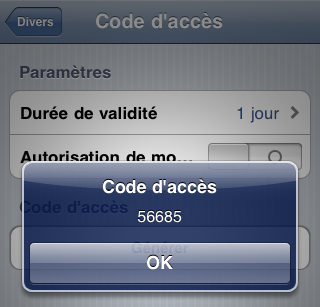 Divers
Code d'accès
Paramètres
Durée de validité 1 jour
Autorisation de mo...
Code d'accès
56685
Code d'accès
Générer
OK